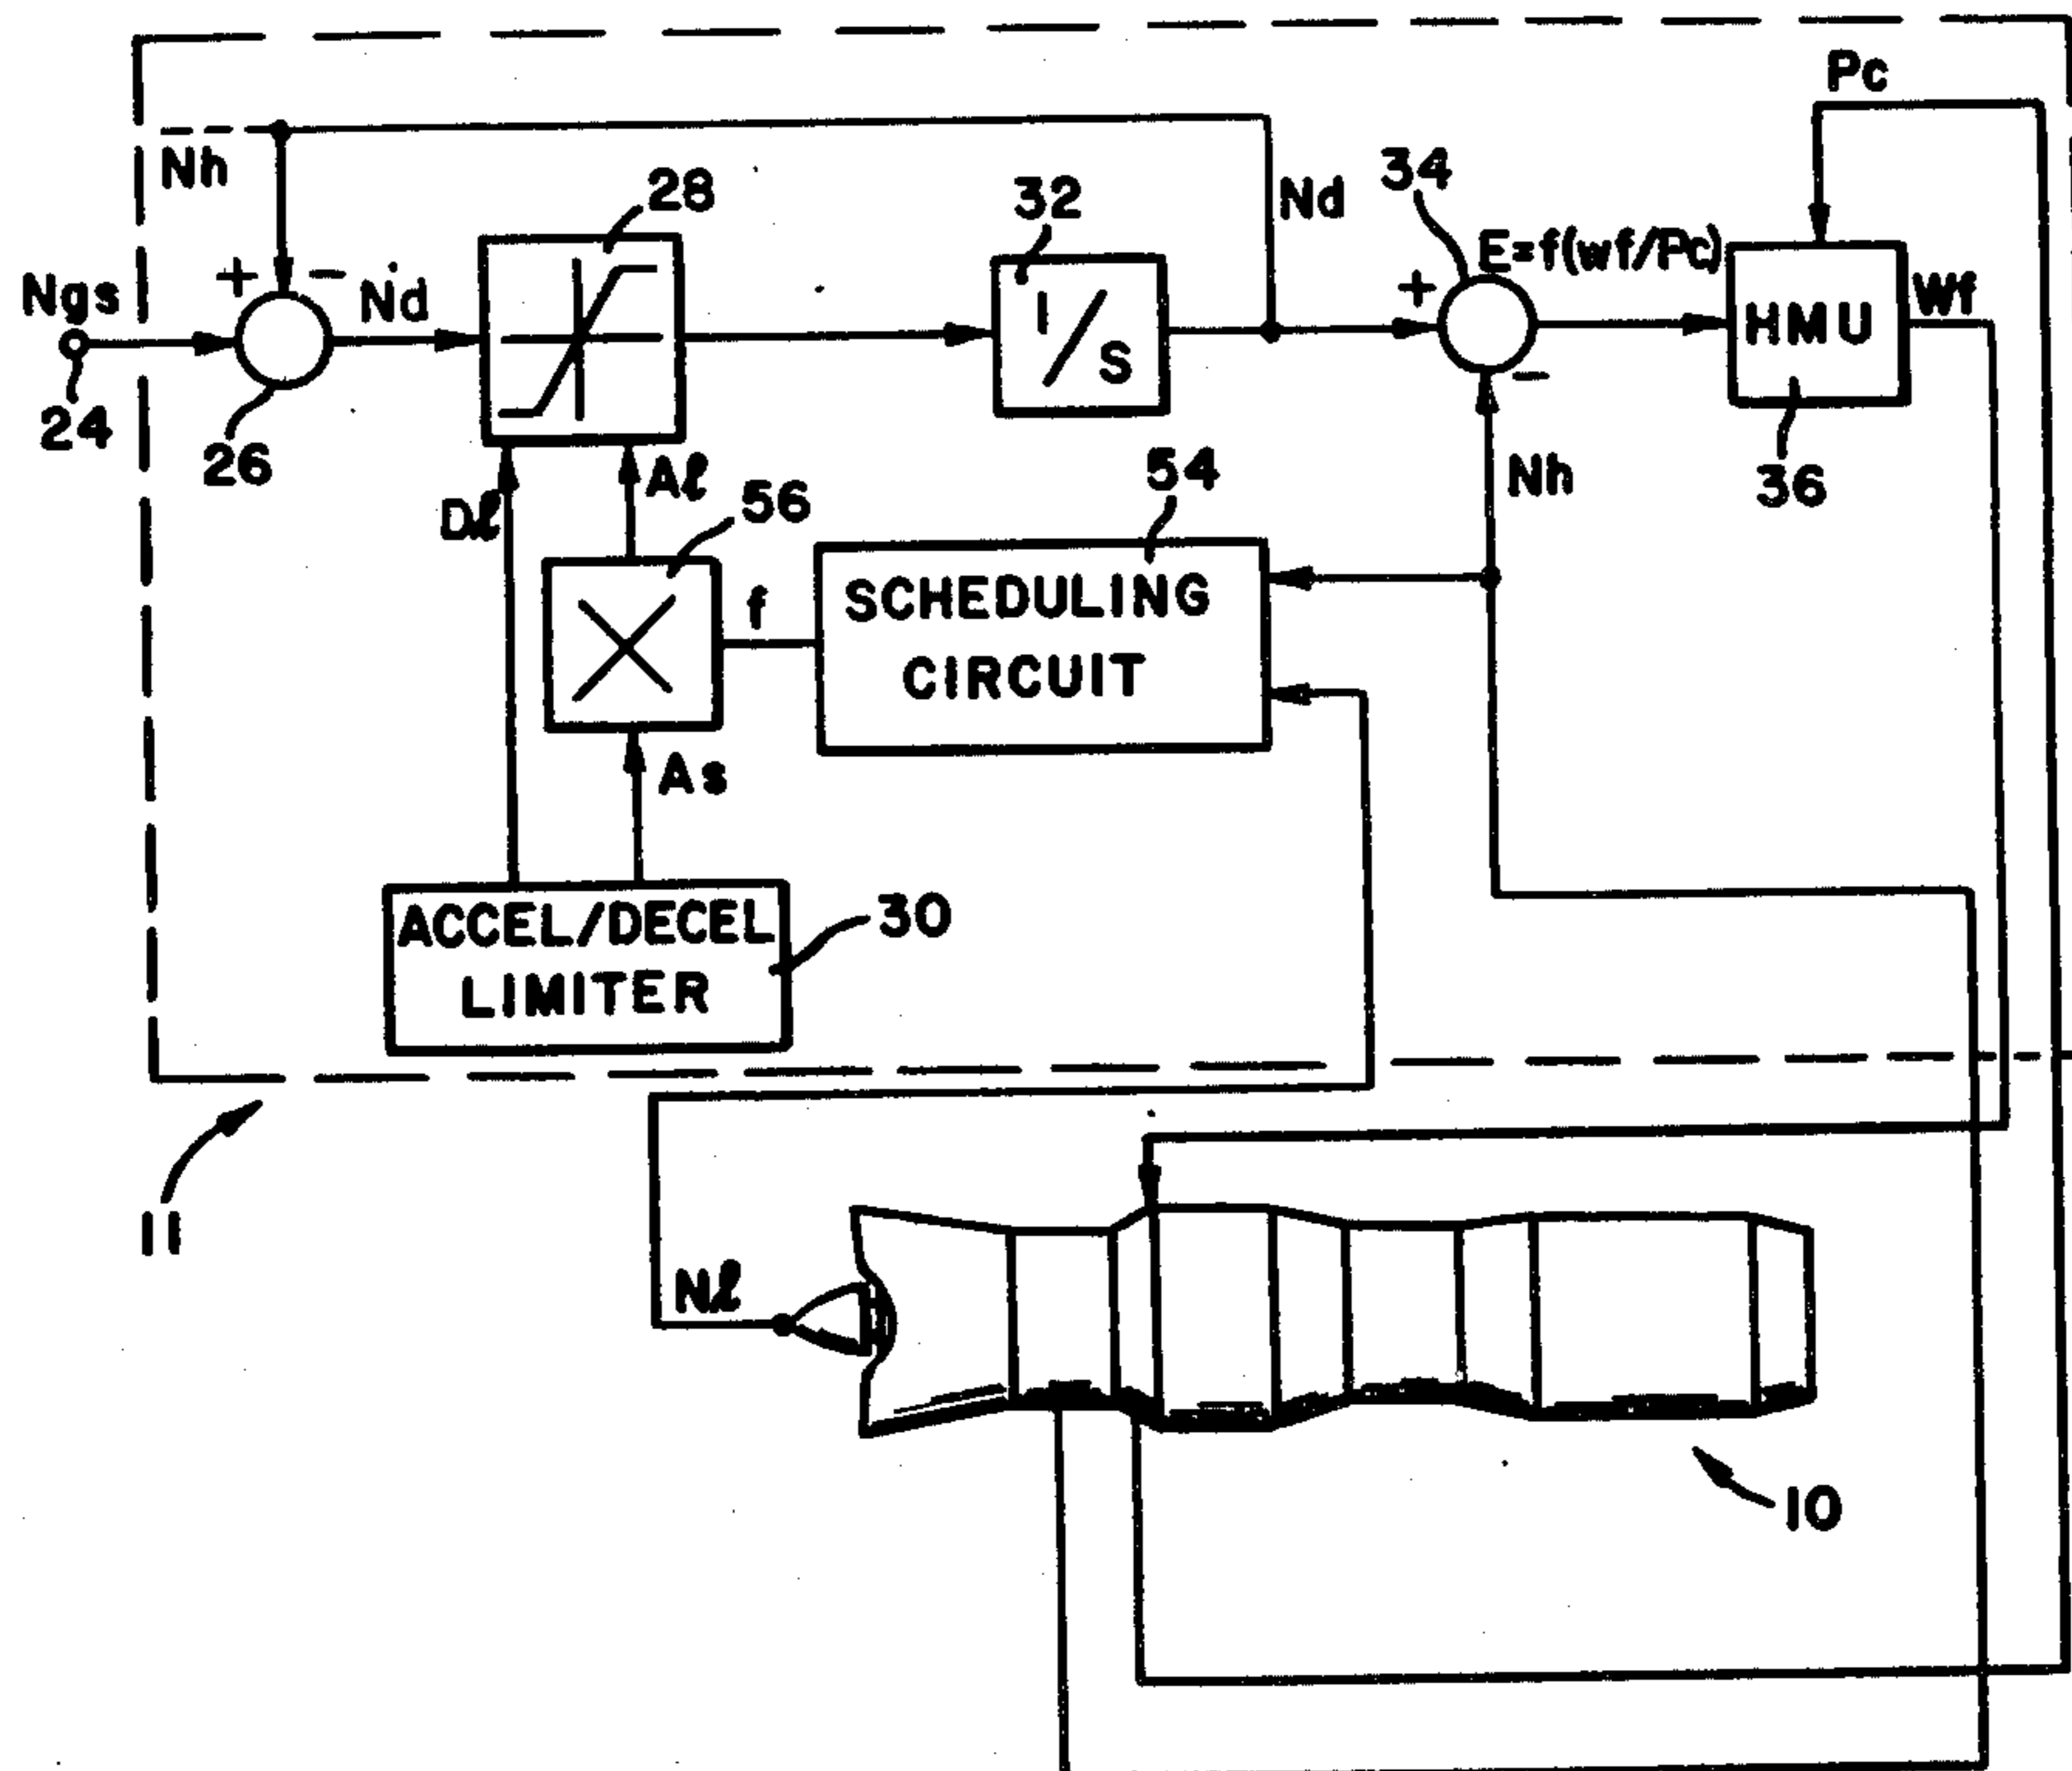 Pc
Nh
28
32
Nd
34
E=f(wf/Pc)
Ngs
+
-
Ṅd
1/S
+
-
HMU
Wf
24
26
Dℓ
Aℓ
56
54
Nh
36
f
SCHEDULING
CIRCUIT
As
ACCEL/DECEL
LIMITER
30
11
Nℓ
10